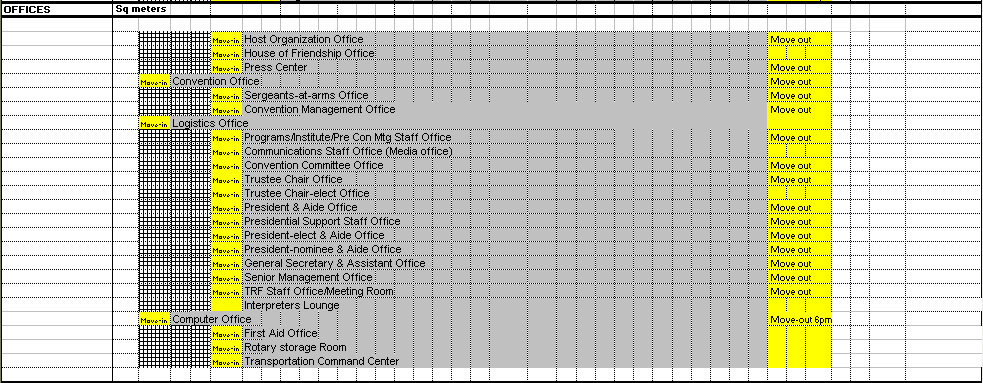 OFFICES Sq meters
Move-in Host Organization Office Move out
Move-in House of Friendship Office
Move-in Press Center Move out
Move-in Convention Office Move out
Move-in Sergeants-at-arms Office Move out
Move-in Convention Management Office Move out
Move-in Logistics Office
Move-in Programs/Institute/Pre Con Mtg Staff Office Move out
Move-in Communications Staff Office (Media office)
Move-in Convention Committee Office Move out
Move-in Trustee Chair Office Move out
Move-in Trustee Chair-elect Office
Move-in President & Aide Office Move out
Move-in Presidential Support Staff Office Move out
Move-in President-elect & Aide Office Move out
Move-in President-nominee & Aide Office Move out
Move-in General Secretary & Assistant Office Move out
Move-in Senior Management Office Move out
Move-in TRF Staff Office/Meeting Room Move out
Interpreters Lounge
Move-in Computer Office Move-out 6pm
Move-in First Aid Office
Move-in Rotary storage Room
Move-in Transportation Command Center